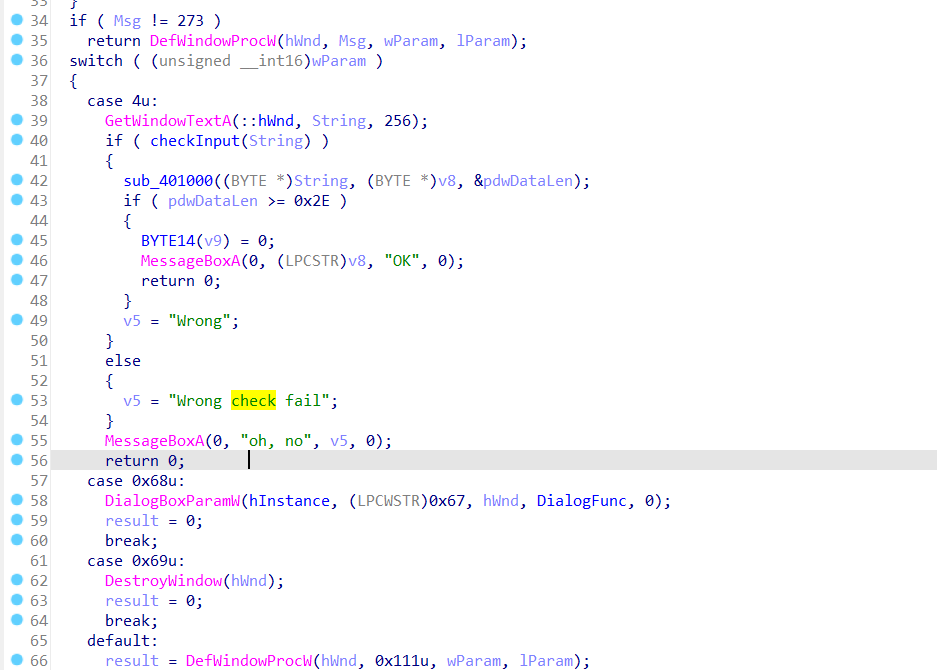 33 }
34 if ( Msg != 273 )
35 return DefWindowProcW(hWnd, Msg, wParam, lParam);
36 switch ( (unsigned __int16)wParam )
37 {
38 case 4u:
39 GetWindowTextA(::hWnd, String, 256);
40 if ( checkInput(String) )
41 {
42 sub_401000((BYTE *)String, (BYTE *)v8, &pdwDataLen);
43 if ( pdwDataLen >= 0x2E )
44 {
45 BYTE14(v9) = 0;
46 MessageBoxA(0, (LPCSTR)v8, "OK", 0);
47 return 0;
48 }
49 v5 = "Wrong";
50 }
51 else
52 {
53 v5 = "Wrong check fail";
54 }
55 MessageBoxA(0, "oh, no", v5, 0);
56 return 0;
57 case 0x68u:
58 DialogBoxParamW(hInstance, (LPCWSTR)0x67, hWnd, DialogFunc, 0);
59 result = 0;
60 break;
61 case 0x69u:
62 DestroyWindow(hWnd);
63 result = 0;
64 break;
65 default:
66 result = DefWindowProcW(hWnd, 0x111u, wParam, lParam);